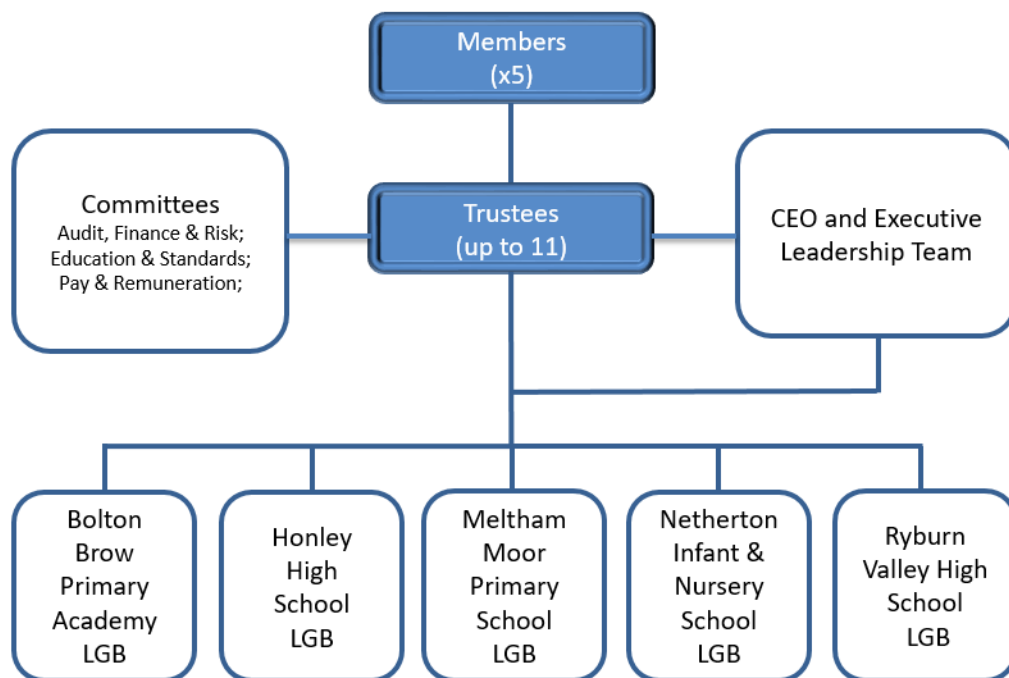 Members
(x5)
Committees
Audit, Finance & Risk;
Education & Standards;
Pay & Remuneration;
Trustees
(up to 11)
CEO and Executive
Leadership Team
Bolton
Brow
Primary
Academy
LGB
Honley
High
School
LGB
Meltham
Moor
Primary
School
LGB
Netherton
Infant &
Nursery
School
LGB
Ryburn
Valley High
School
LGB